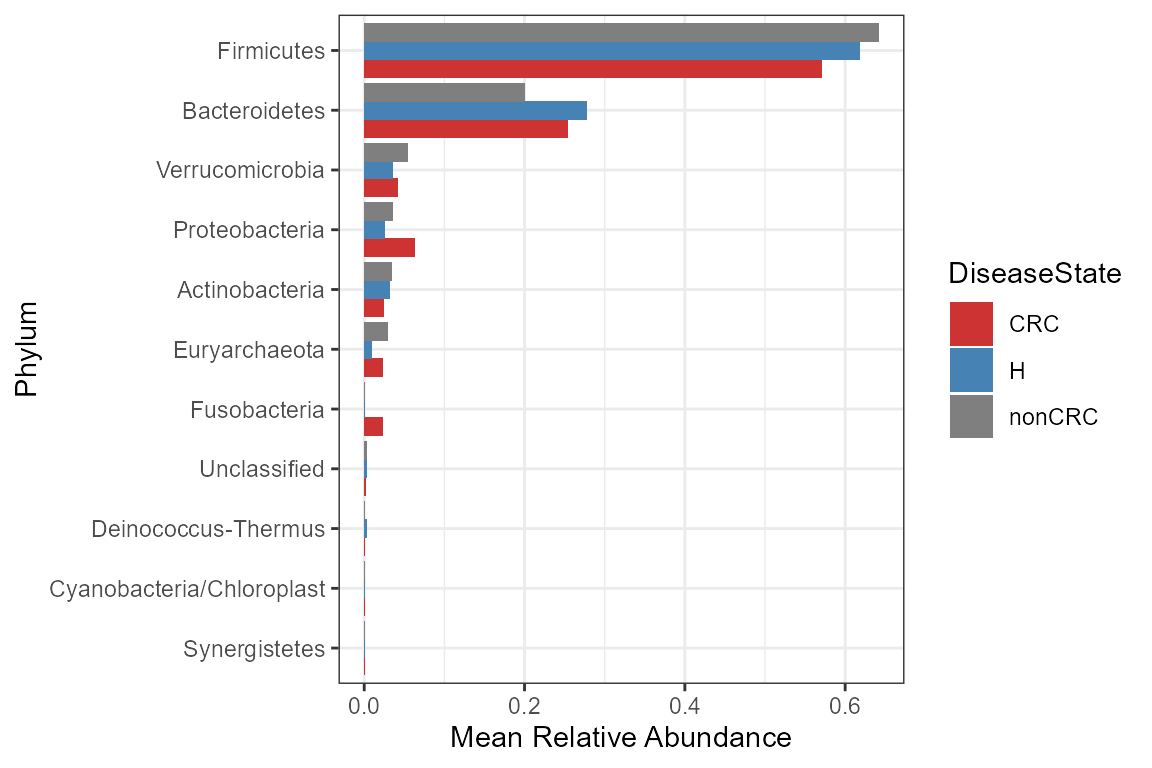 Firmicutes
Bacteroidetes
Verrucomicrobia
Proteobacteria
Actinobacteria
Euryarchaeota
Fusobacteria
Unclassified
Deinococcus-Thermus
Cyanobacteria/Chloroplast
Synergistetes
Phylum
0.0 0.2 0.4 0.6
Mean Relative Abundance
DiseaseState
CRC
H
nonCRC